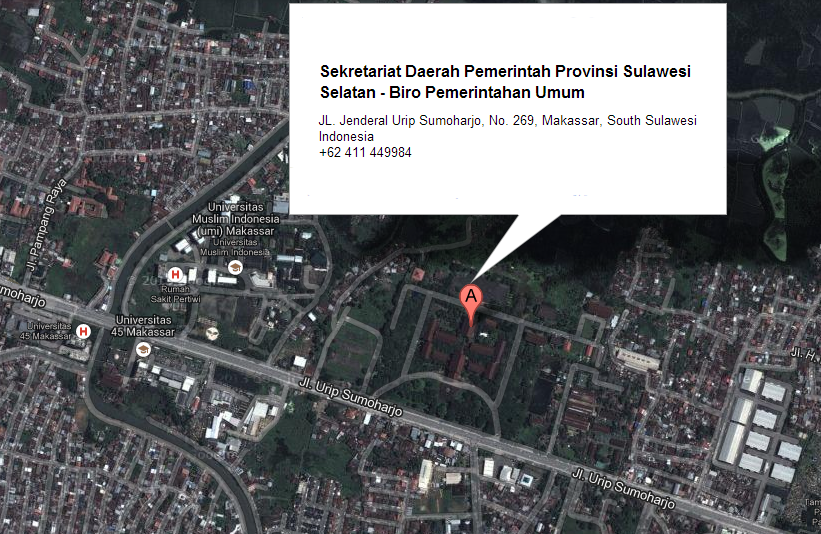 Sekretariat Daerah Pemerintah Provinsi Sulawesi
Selatan - Biro Pemerintahan Umum
JL. Jenderal Urip Sumoharjo, No. 269, Makassar, South Sulawesi
Indonesia
+62 411 449984
Jl. Pampang Raya
Universitas
Muslim Indonesia
(umi) Makassar
Universitas
Muslim Indonesia
H
Rumah
Sakit Pertiwi
A
umoharjo
Universitas
45 Makassar
H
Universitas
45 Makassar
Jl. H.
Jl. Urip Sumoharjo
Jl. Urip Sumoharjo